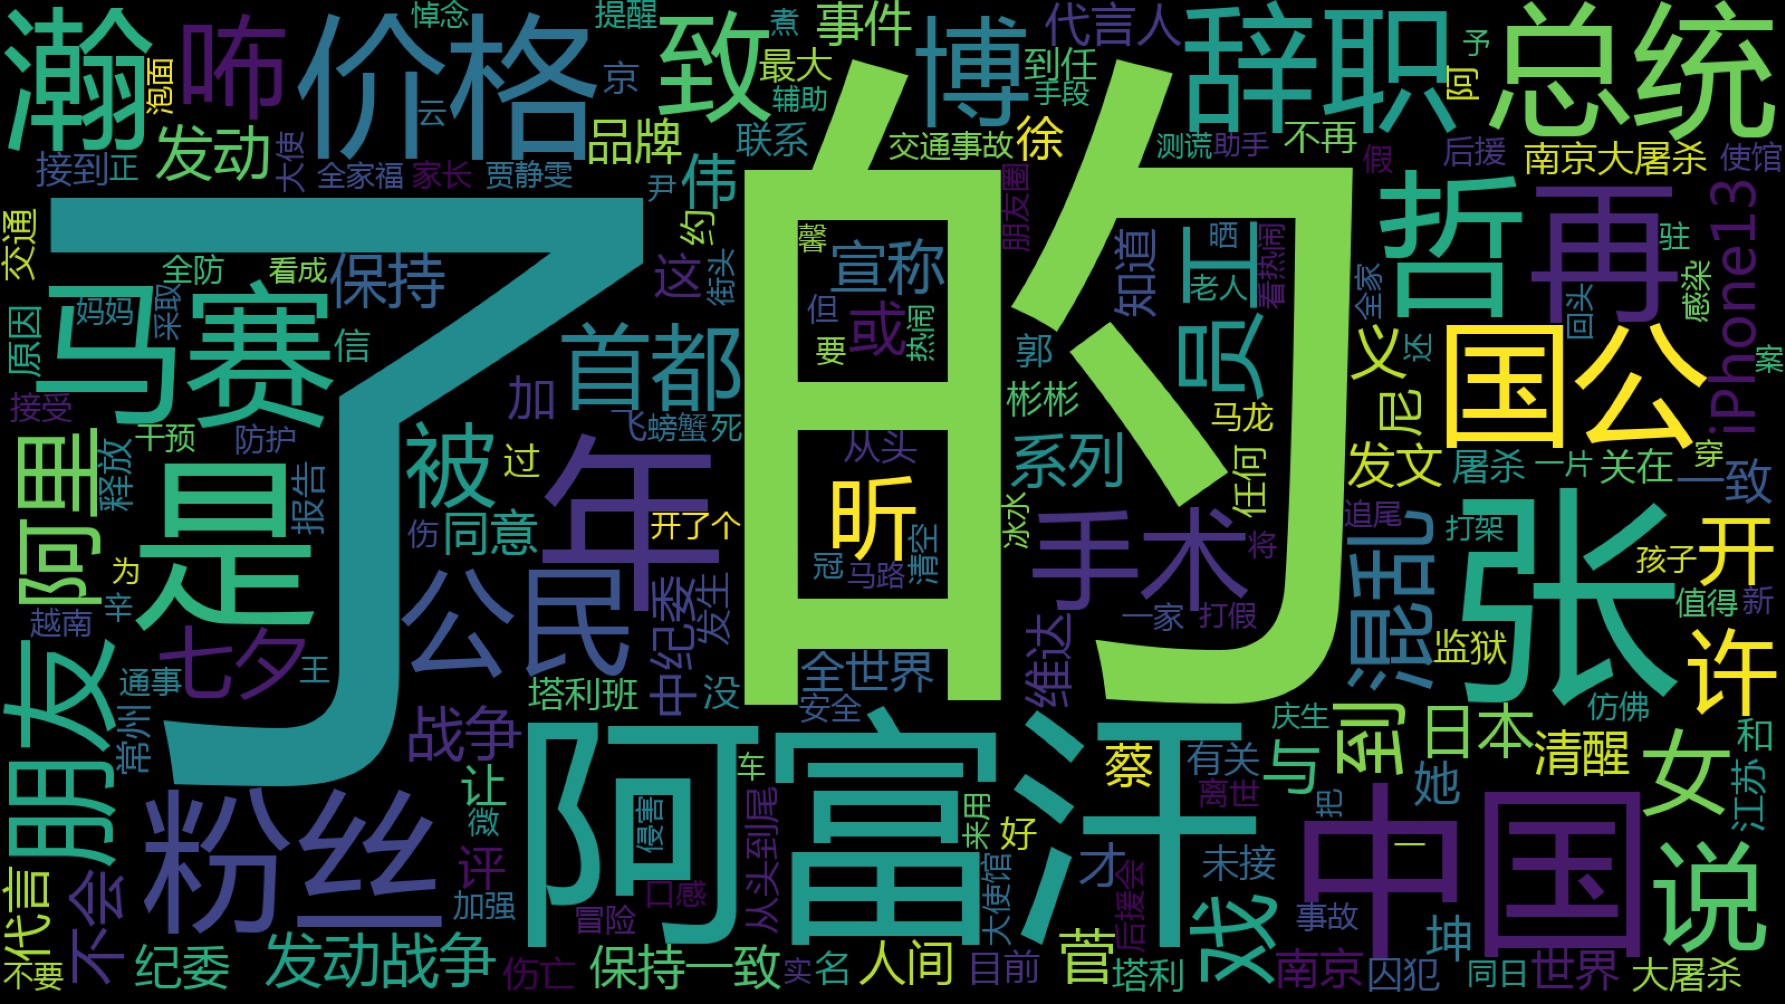 瀚
咘
价格
悼念
提醒
煮
致
事件
最大
辅助
博
代言人
到任
手段
辞职
予
阿
总统
泡面
云
京
接到
正
发动
大使
全家福
家长
贾静雯
品牌
伟
尹
联系
交通事故
徐
测谎
助手
不再
假
后援
南京大屠杀
使馆
交通
了
的
约
朋友圈
哲
再
iPhone13
驻
全防
看成
保持
这
街头
馨
宣称
知道
员工
晒
老人
看热闹
全家
回头
感染
马赛
妈妈
采取
原因
信
首都
但
或
要
热闹
郭
义
还
国公
案
接受
加
飞
螃蟹
死
彬彬
马龙
尼
干预
防护
被
过
年
从头
系列
任何
发文
屠杀
一片
关在
穿
一致
阿里
释放
是
报告
伤
同意
开了个
昕
清空
冰水
手术
将
追尾
混乱
打架
张
开
孩子
为
辛
越南
公民
中纪委
发生
冠
马路
维达
一家
打假
监狱
值得
新
许
朋友
七夕
通事
王
常州
塔利班
没
全世界
安全
仿佛
战争
阿富汗
车
庆生
到
日本
清醒
女
和
粉丝
让
微
评
侵害
从头到尾
来用
好
蔡
有关
离世
与
把
她
中国
一
江苏
代言
不会
加强
冒险
口感
大使馆
才
后援会
未接
戏
事故
坤
说
不要
纪委
发动战争
伤亡
保持一致
实
名
人间
目前
菅
塔利
南京
囚犯
同日
世界
大屠杀